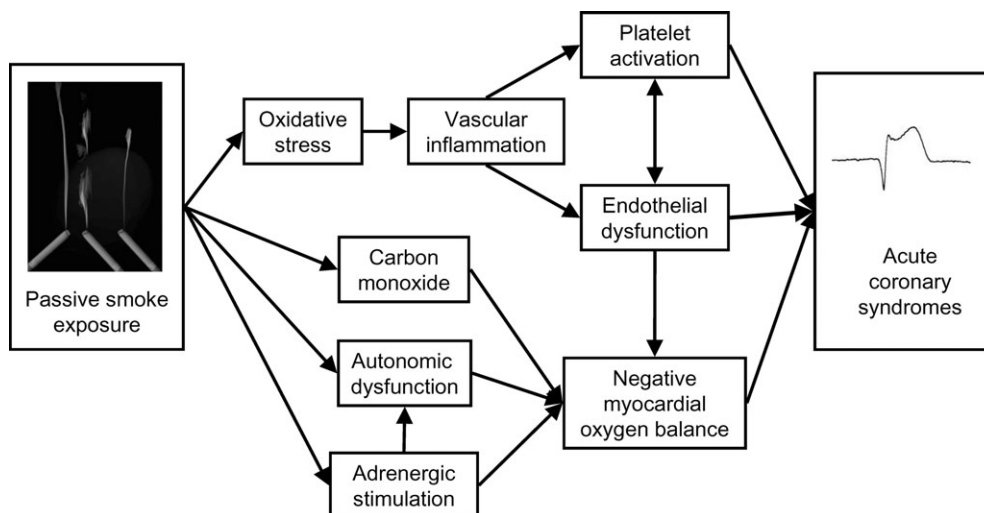 Passive smoke
exposure
Oxidative
stress
Vascular
inflammation
Platelet
activation
Endothelial
dysfunction
Carbon
monoxide
Autonomic
dysfunction
Adrenergic
stimulation
Negative
myocardial
oxygen balance
Acute
coronary
syndromes